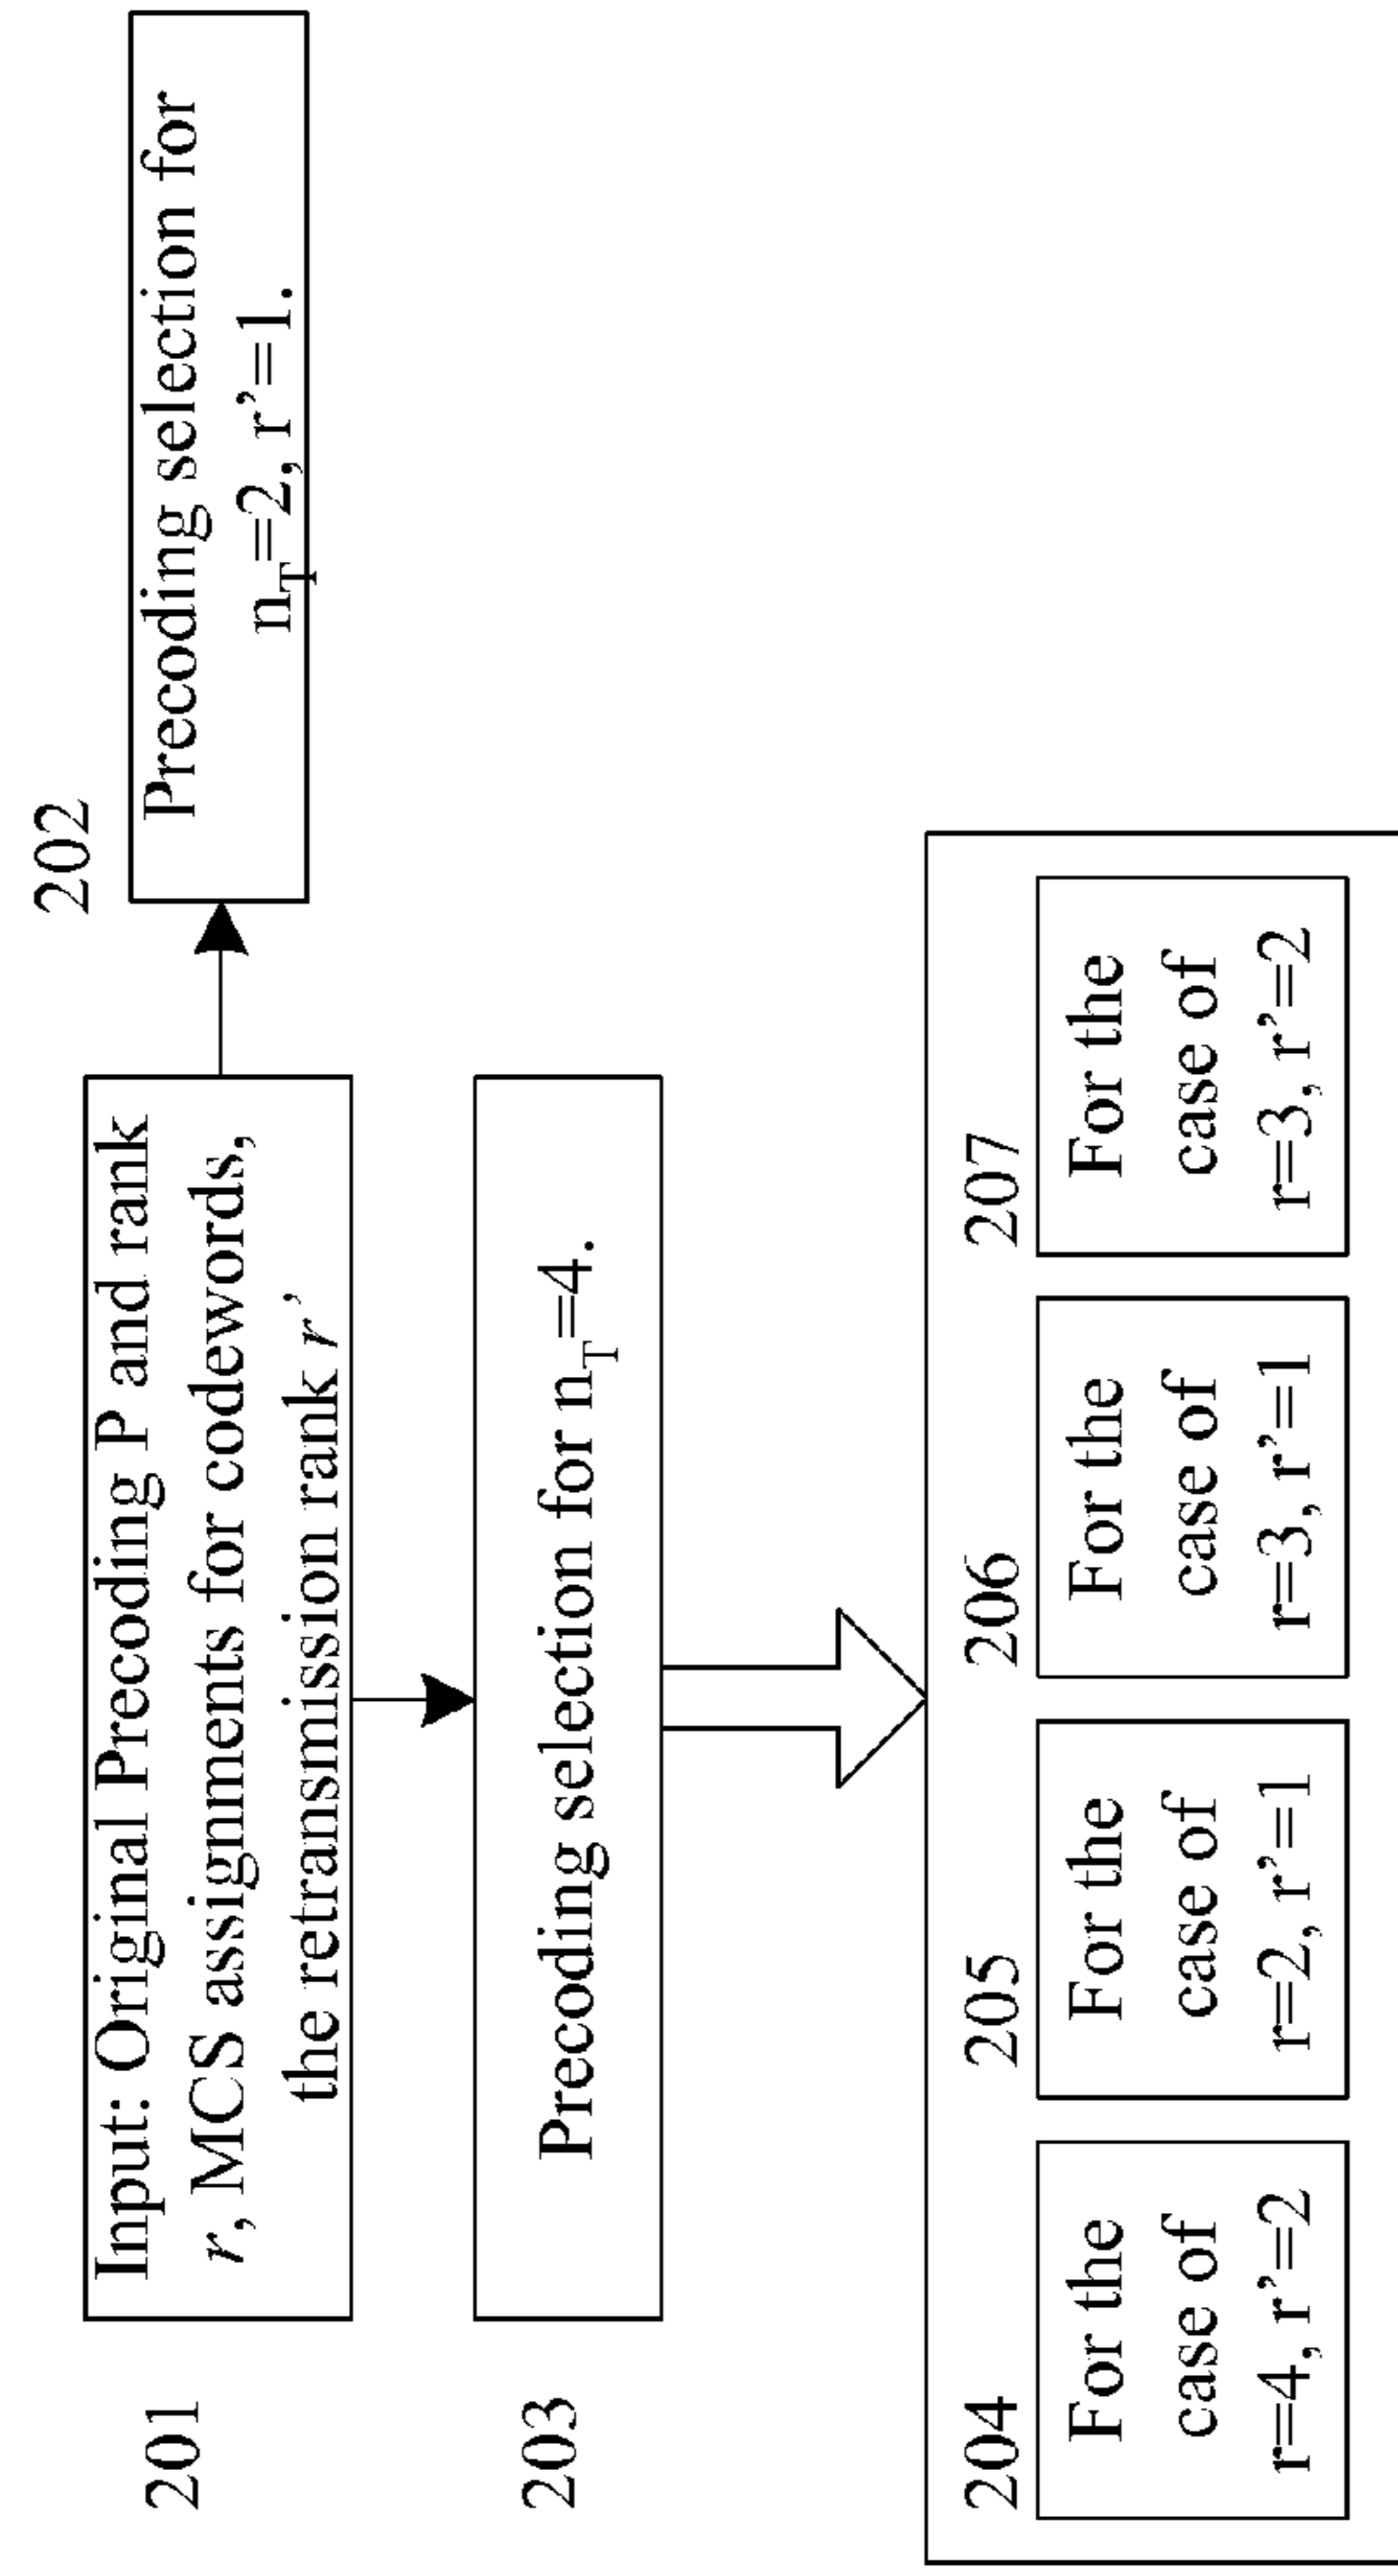 202
Precoding selection for
n_T=2, r'=1.
201
Input: Original Precoding P and rank
r, MCS assignments for codewords,
the retransmission rank r'
203
Precoding selection for n_T=4.
204
For the
case of
r=4, r'=2
205
For the
case of
r=2, r'=1
206
For the
case of
r=3, r'=1
207
For the
case of
r=3, r'=2